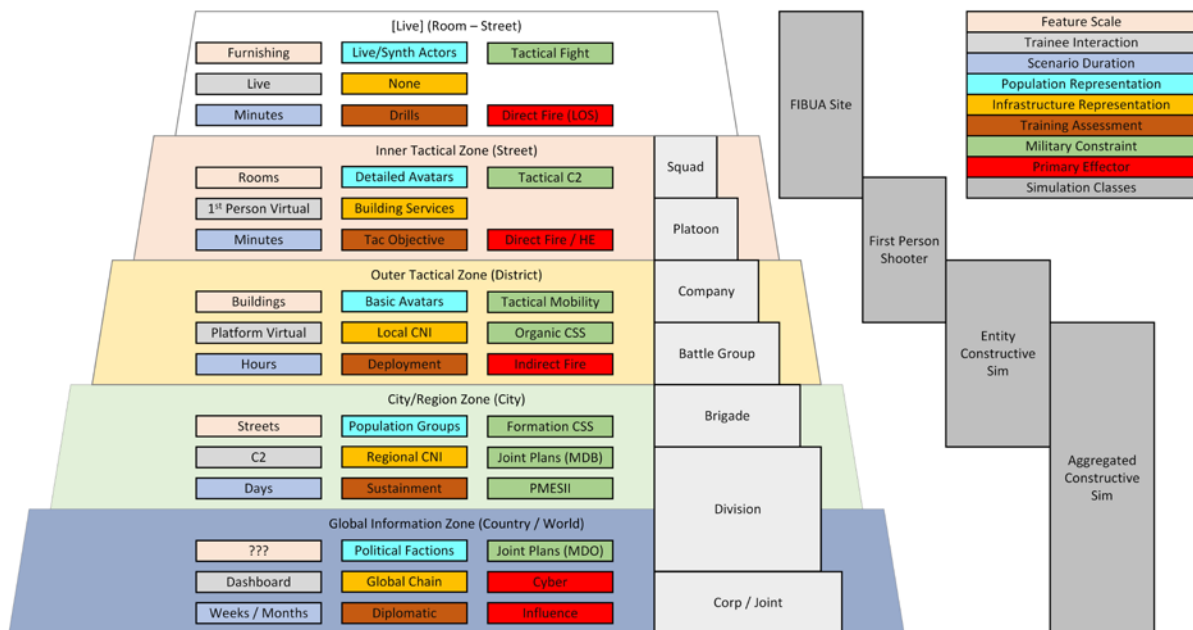 [Live] (Room – Street)
Furnishing
Live/Synth Actors
Tactical Fight
Live
None
Minutes
Drills
Direct Fire (LOS)
Inner Tactical Zone (Street)
Rooms
Detailed Avatars
Tactical C2
1st Person Virtual
Building Services
Minutes
Tac Objective
Direct Fire / HE
Outer Tactical Zone (District)
Buildings
Basic Avatars
Tactical Mobility
Platform Virtual
Local CNI
Organic CSS
Hours
Deployment
Indirect Fire
City/Region Zone (City)
Streets
Population Groups
Formation CSS
C2
Regional CNI
Joint Plans (MDB)
Days
Sustainment
PMESII
Global Information Zone (Country / World)
???
Political Factions
Joint Plans (MDO)
Dashboard
Global Chain
Cyber
Weeks / Months
Diplomatic
Influence
Squad
Platoon
Company
Battle Group
Brigade
Division
Corp / Joint
FIBUA Site
First Person
Shooter
Entity
Constructive
Sim
Aggregated
Constructive
Sim
Feature Scale
Trainee Interaction
Scenario Duration
Population Representation
Infrastructure Representation
Training Assessment
Military Constraint
Primary Effector
Simulation Classes